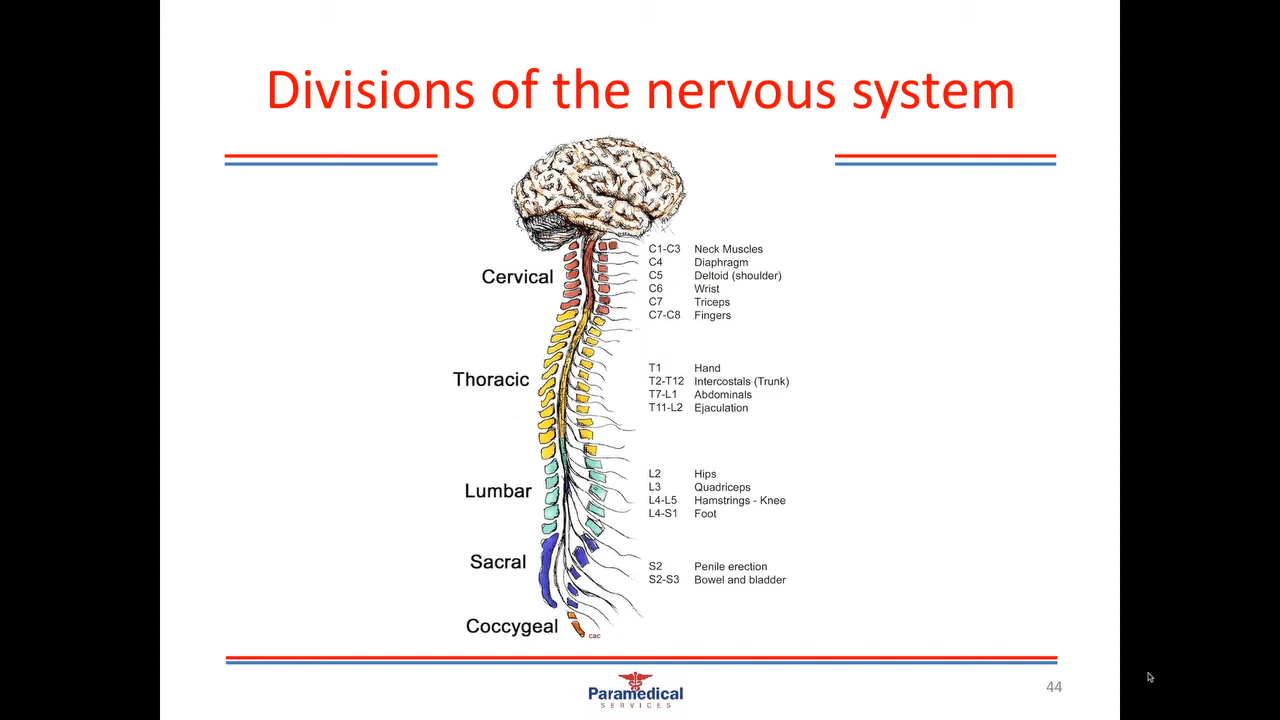 Divisions of the nervous system
Cervical
C1-C3 Neck Muscles
C4 Diaphragm
C5 Deltoid (shoulder)
C6 Wrist
C7 Triceps
C7-C8 Fingers
Thoracic
T1 Hand
T2-T12 Intercostals (Trunk)
T7-L1 Abdominals
T11-L2 Ejaculation
Lumbar
L2 Hips
L3 Quadriceps
L4-L5 Hamstrings - Knee
L4-S1 Foot
Sacral
S2 Penile erection
S2-S3 Bowel and bladder
Coccygeal
cac
Paramedical
SERVICES
44